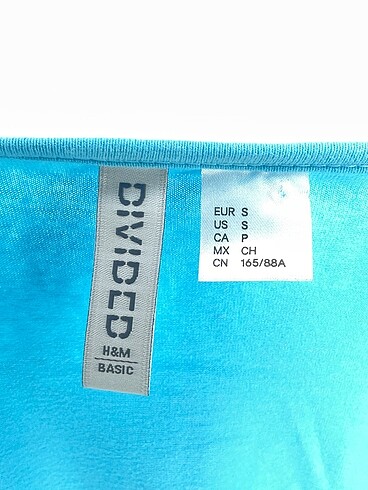 DIVIDED
H&M
BASIC
EUR S
US S
CA P
MX CH
CN 165/88A